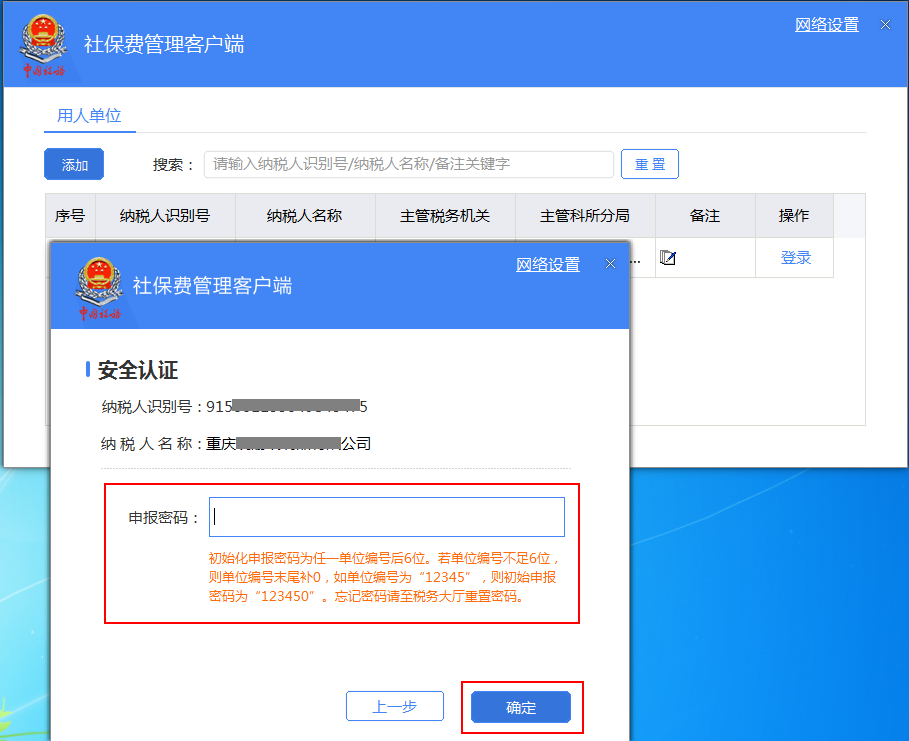 社保费管理客户端
网络设置
用人单位
添加
搜索：
请输入纳税人识别号/纳税人名称/备注关键字
重置
序号 纳税人识别号 纳税人名称 主管税务机关 主管科所分局 备注 操作
...
登录
中国税务
社保费管理客户端
网络设置
中国税务
安全认证
纳税人识别号：915 5
纳税人名称：重庆 公司
申报密码：
初始化申报密码为任一单位编号后6位。若单位编号不足6位，
则单位编号末尾补0，如单位编号为“12345”，则初始申报
密码为“123450”。忘记密码请至税务大厅重置密码。
上一步
确定